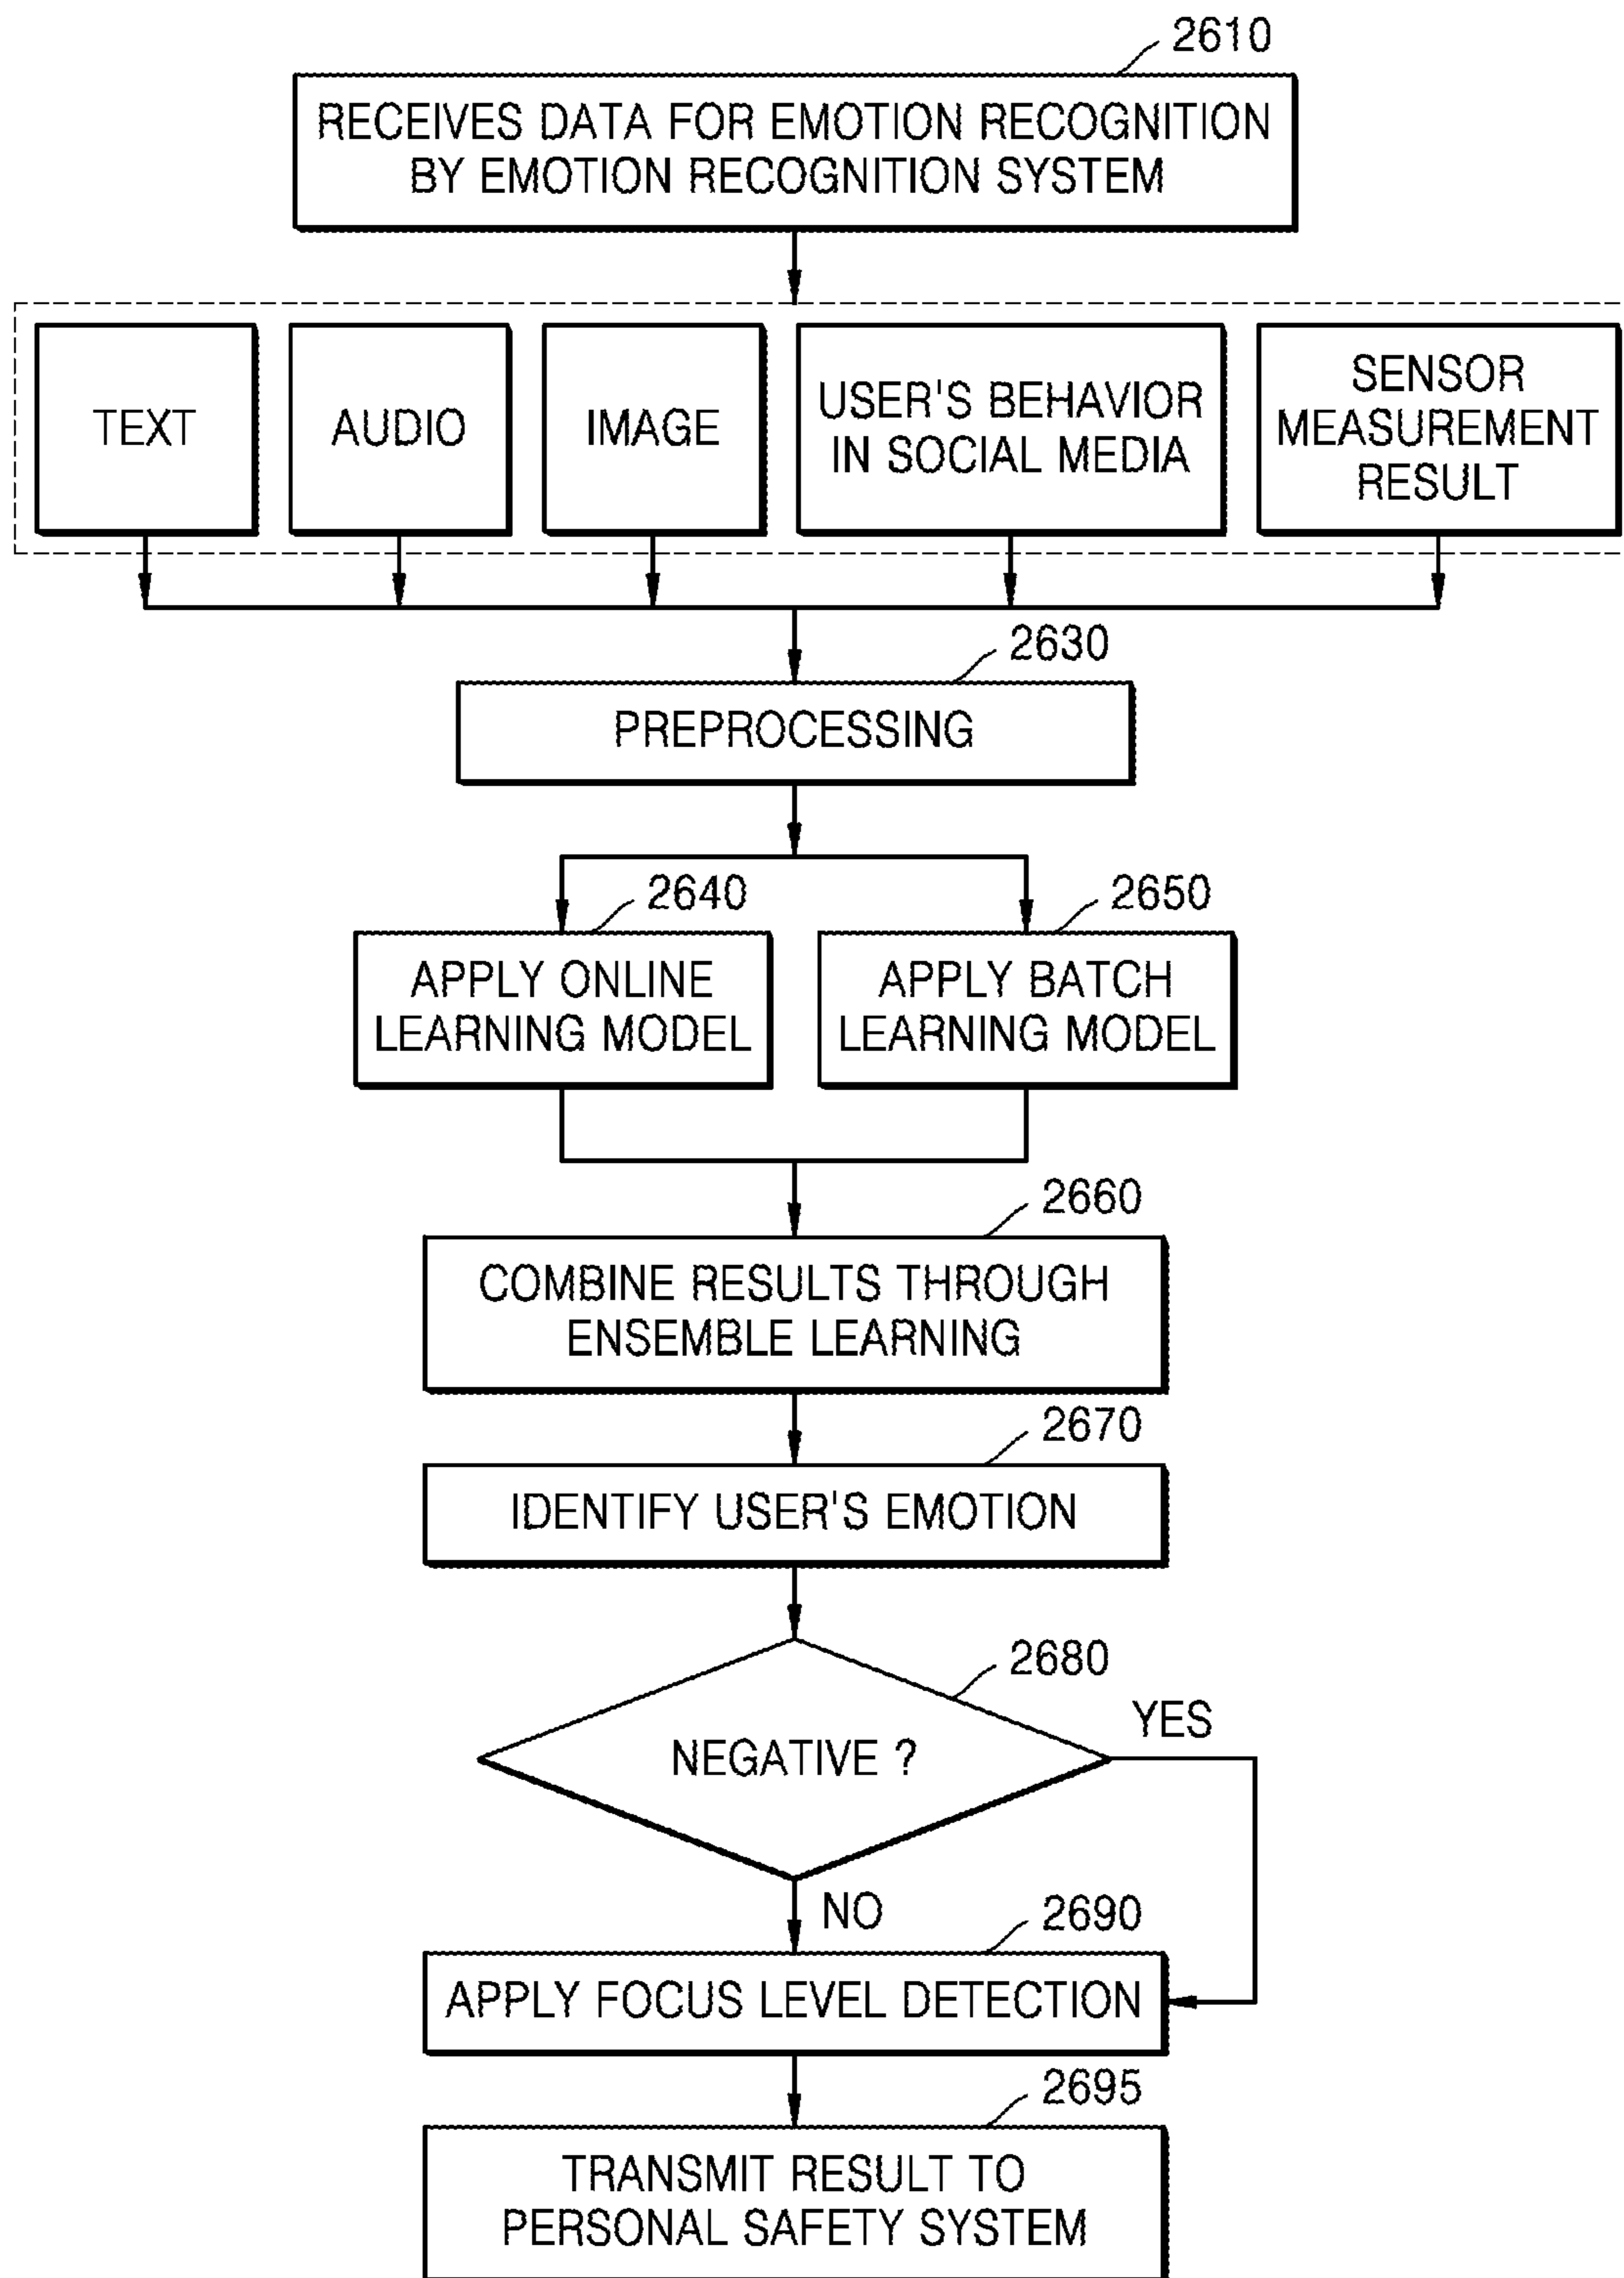 2610
RECEIVES DATA FOR EMOTION RECOGNITION
BY EMOTION RECOGNITION SYSTEM
TEXT
AUDIO
IMAGE
USER'S BEHAVIOR
IN SOCIAL MEDIA
SENSOR
MEASUREMENT
RESULT
2630
PREPROCESSING
2640
APPLY ONLINE
LEARNING MODEL
2650
APPLY BATCH
LEARNING MODEL
2660
COMBINE RESULTS THROUGH
ENSEMBLE LEARNING
2670
IDENTIFY USER'S EMOTION
2680
NEGATIVE ?
YES
NO
2690
APPLY FOCUS LEVEL DETECTION
2695
TRANSMIT RESULT TO
PERSONAL SAFETY SYSTEM